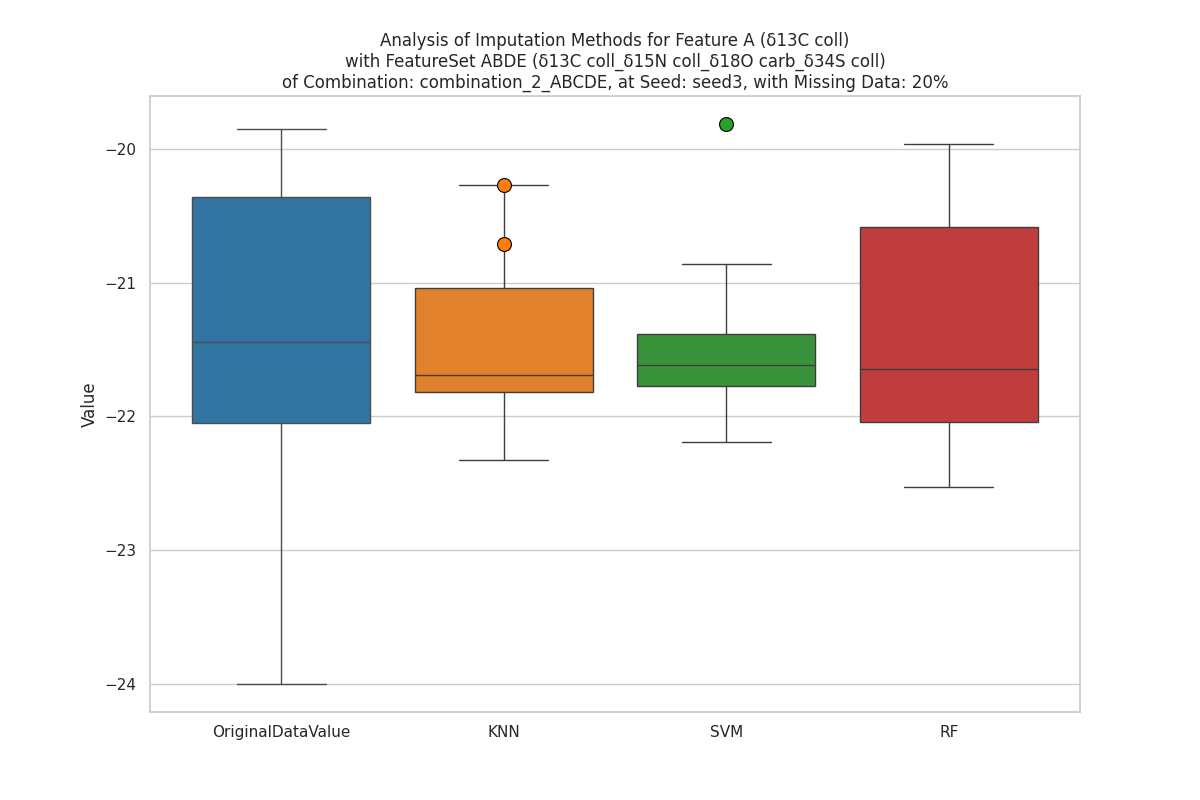 Analysis of Imputation Methods for Feature A (δ13C coll)
with FeatureSet ABDE (δ13C coll_δ15N coll_δ18O carb_δ34S coll)
of Combination: combination_2_ABCDE, at Seed: seed3, with Missing Data: 20%
Value
−20
−21
−22
−23
−24
OriginalDataValue
KNN
SVM
RF